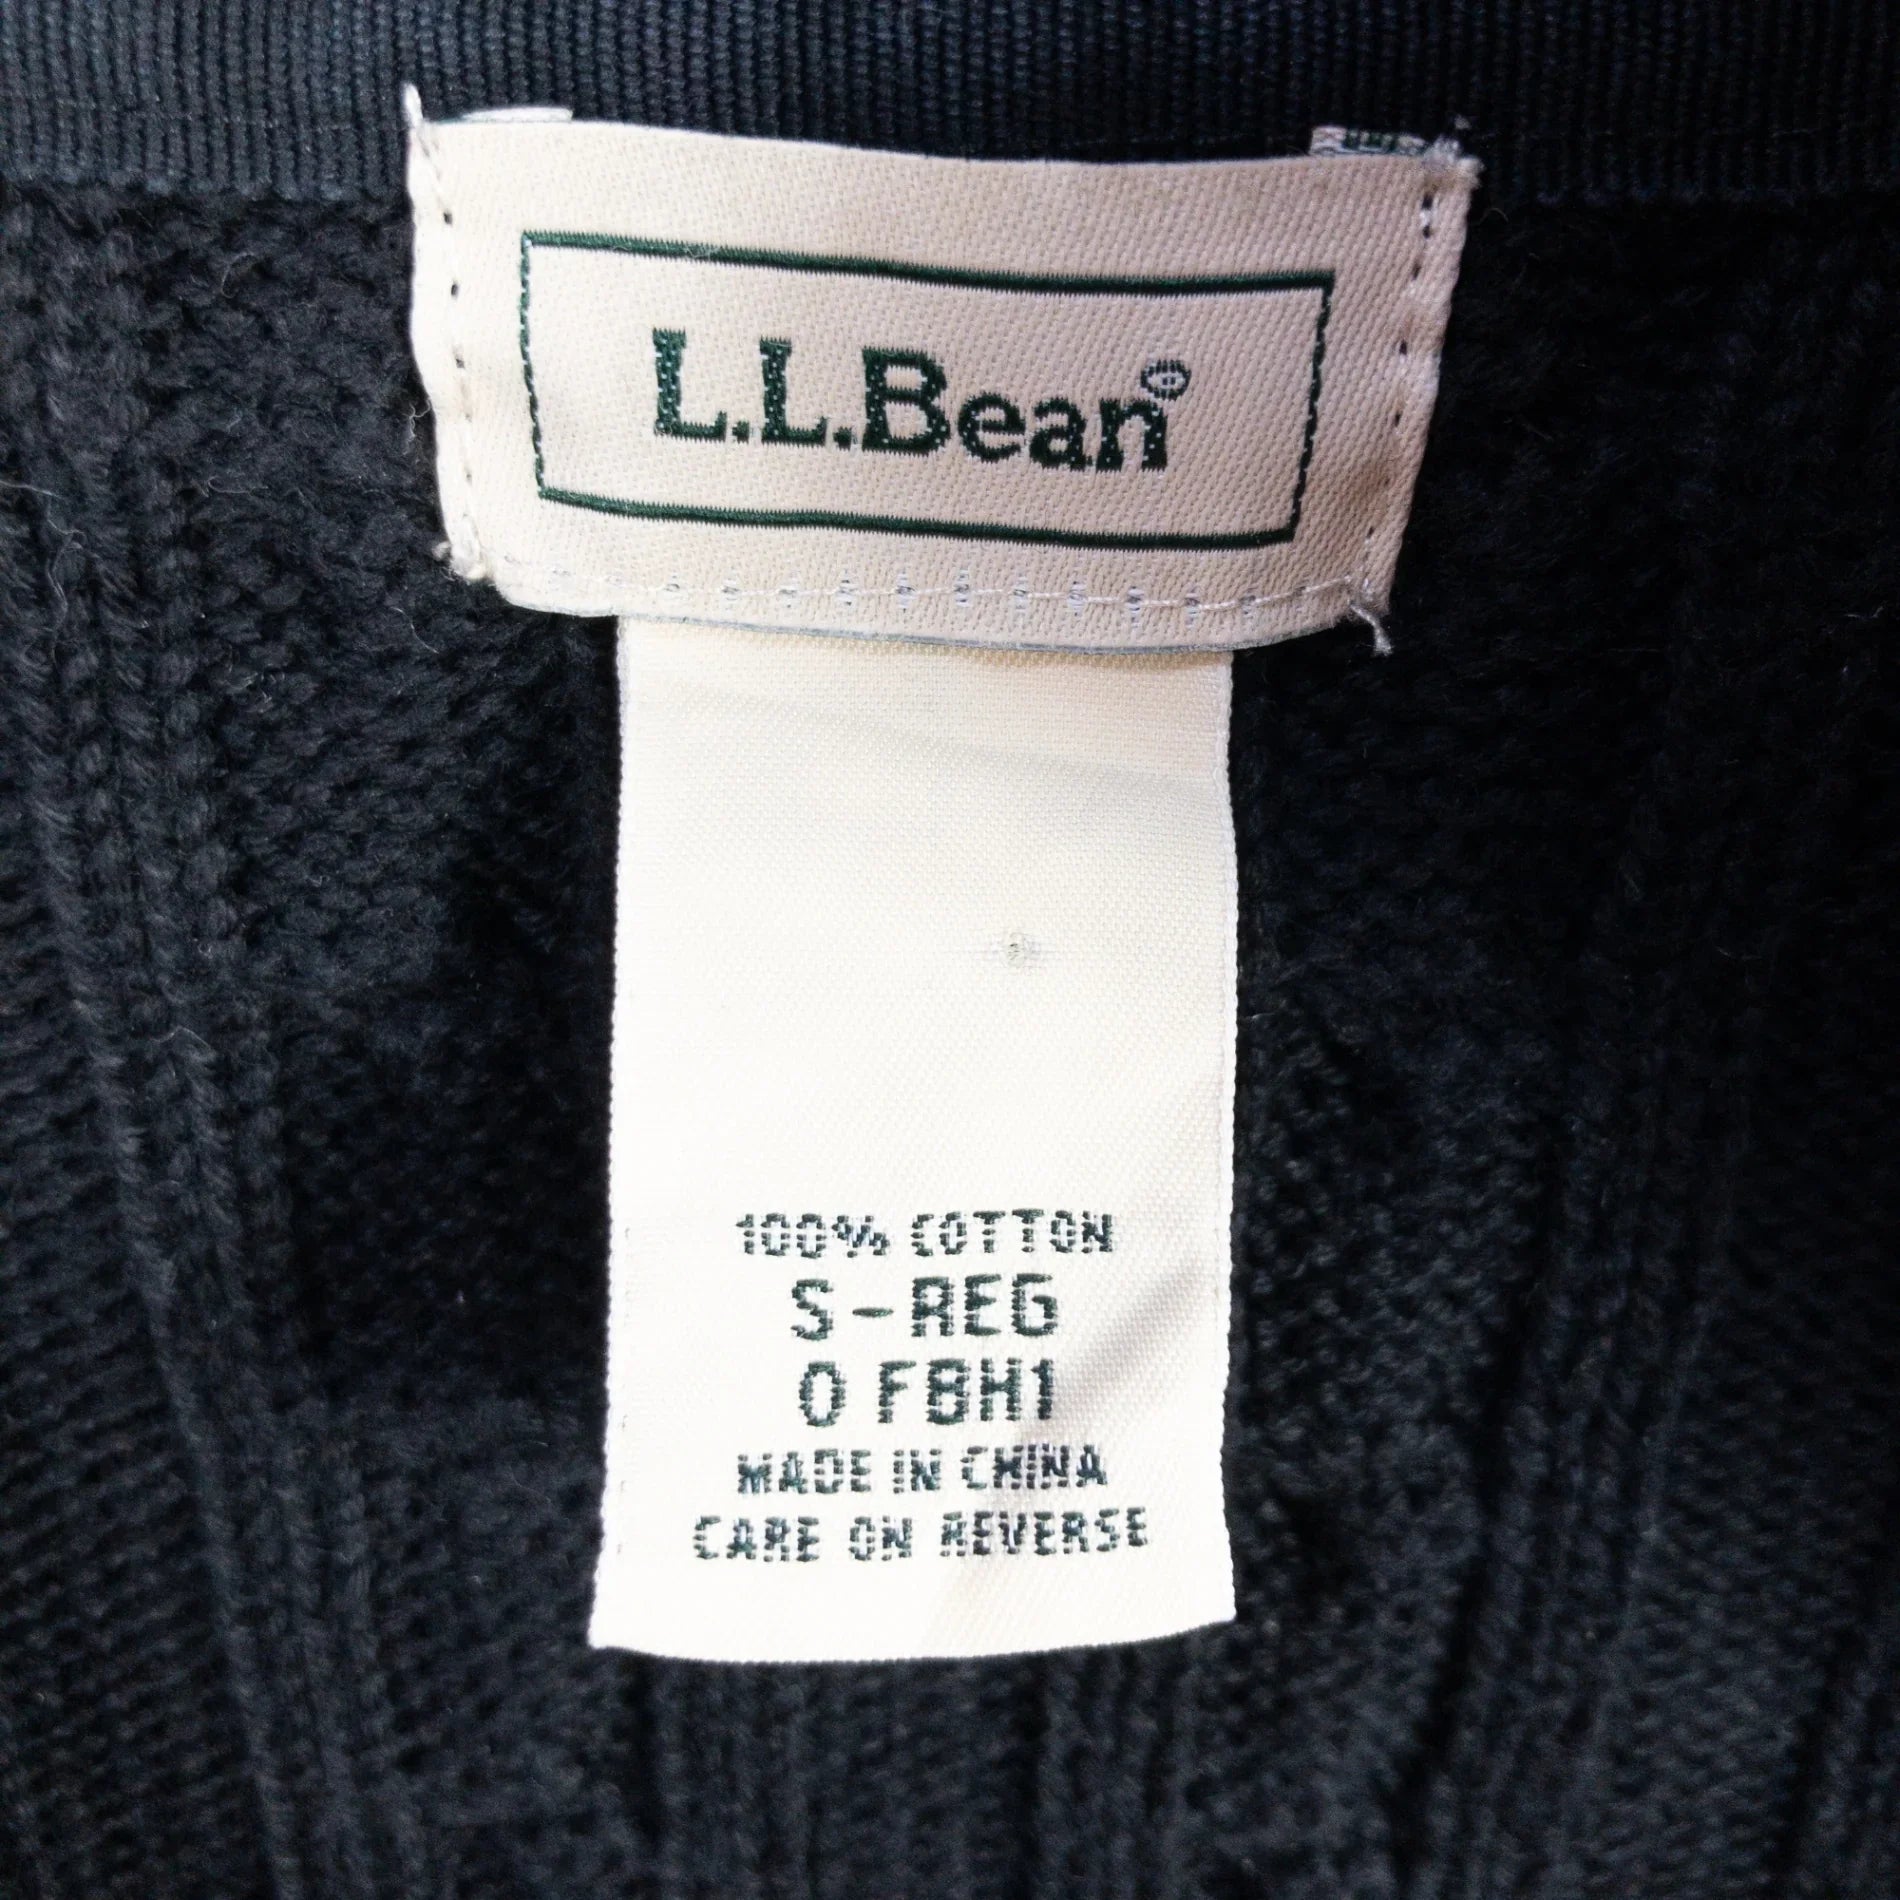 L.L.Bean®
100% COTTON
S-REG
0 FBH1
MADE IN CHINA
CARE ON REVERSE